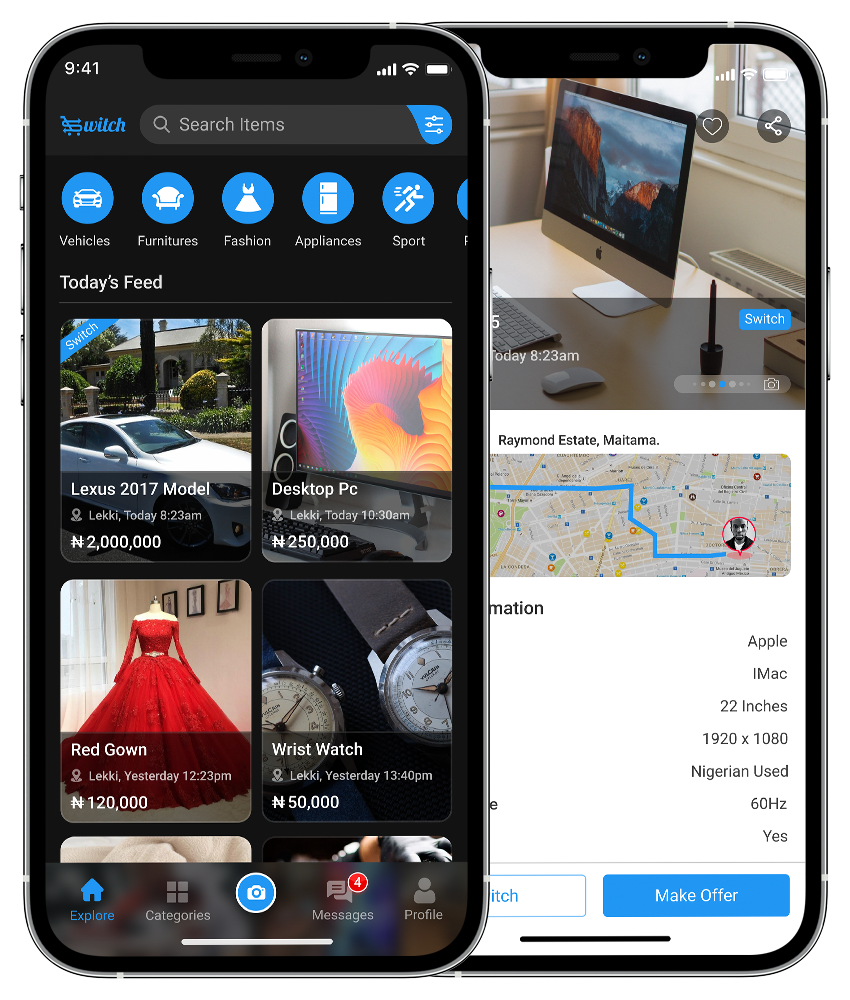 9:41
Switch
Search Items
Vehicles
Furnitures
Fashion
Appliances
Sport
Today's Feed
Switch
Lexus 2017 Model
Lekki, Today 8:23am
₦2,000,000
Desktop Pc
Lekki, Today 10:30am
₦250,000
Red Gown
Lekki, Yesterday 12:23pm
₦120,000
Wrist Watch
Lekki, Yesterday 13:40pm
₦50,000
Explore
Categories
4
Messages
Profile
5
Switch
Today 8:23am
Raymond Estate, Maitama.
mation
Apple
IMac
22 Inches
1920 x 1080
Nigerian Used
e
60Hz
Yes
itch
Make Offer